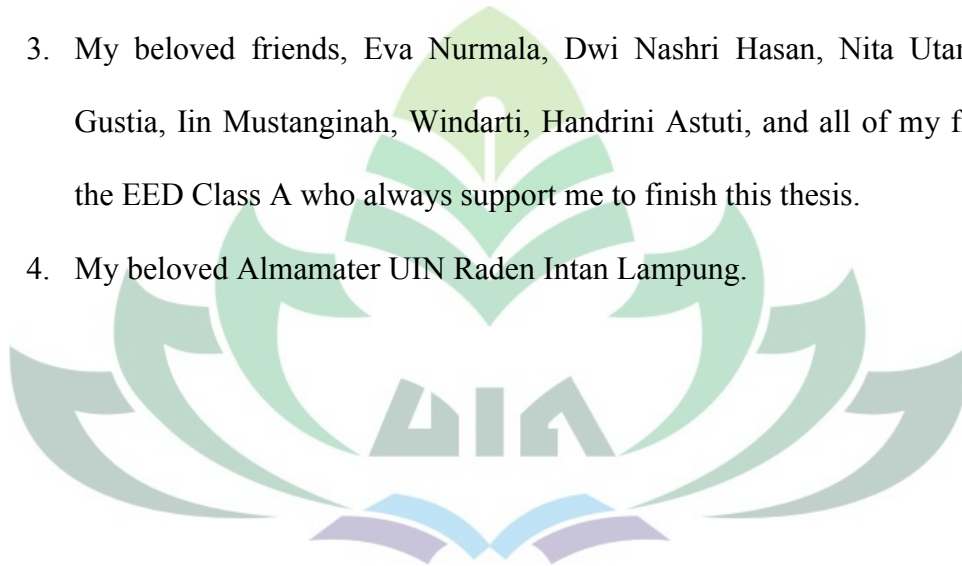 3. My beloved friends, Eva Nurmala, Dwi Nashri Hasan, Nita
Gustia, Iin Mustanginah, Windarti, Handrini Astuti, and all of my
the EED Class A who always support me to finish this thesis.
4. My beloved Almamater UIN Raden Intan Lampung.
UIN